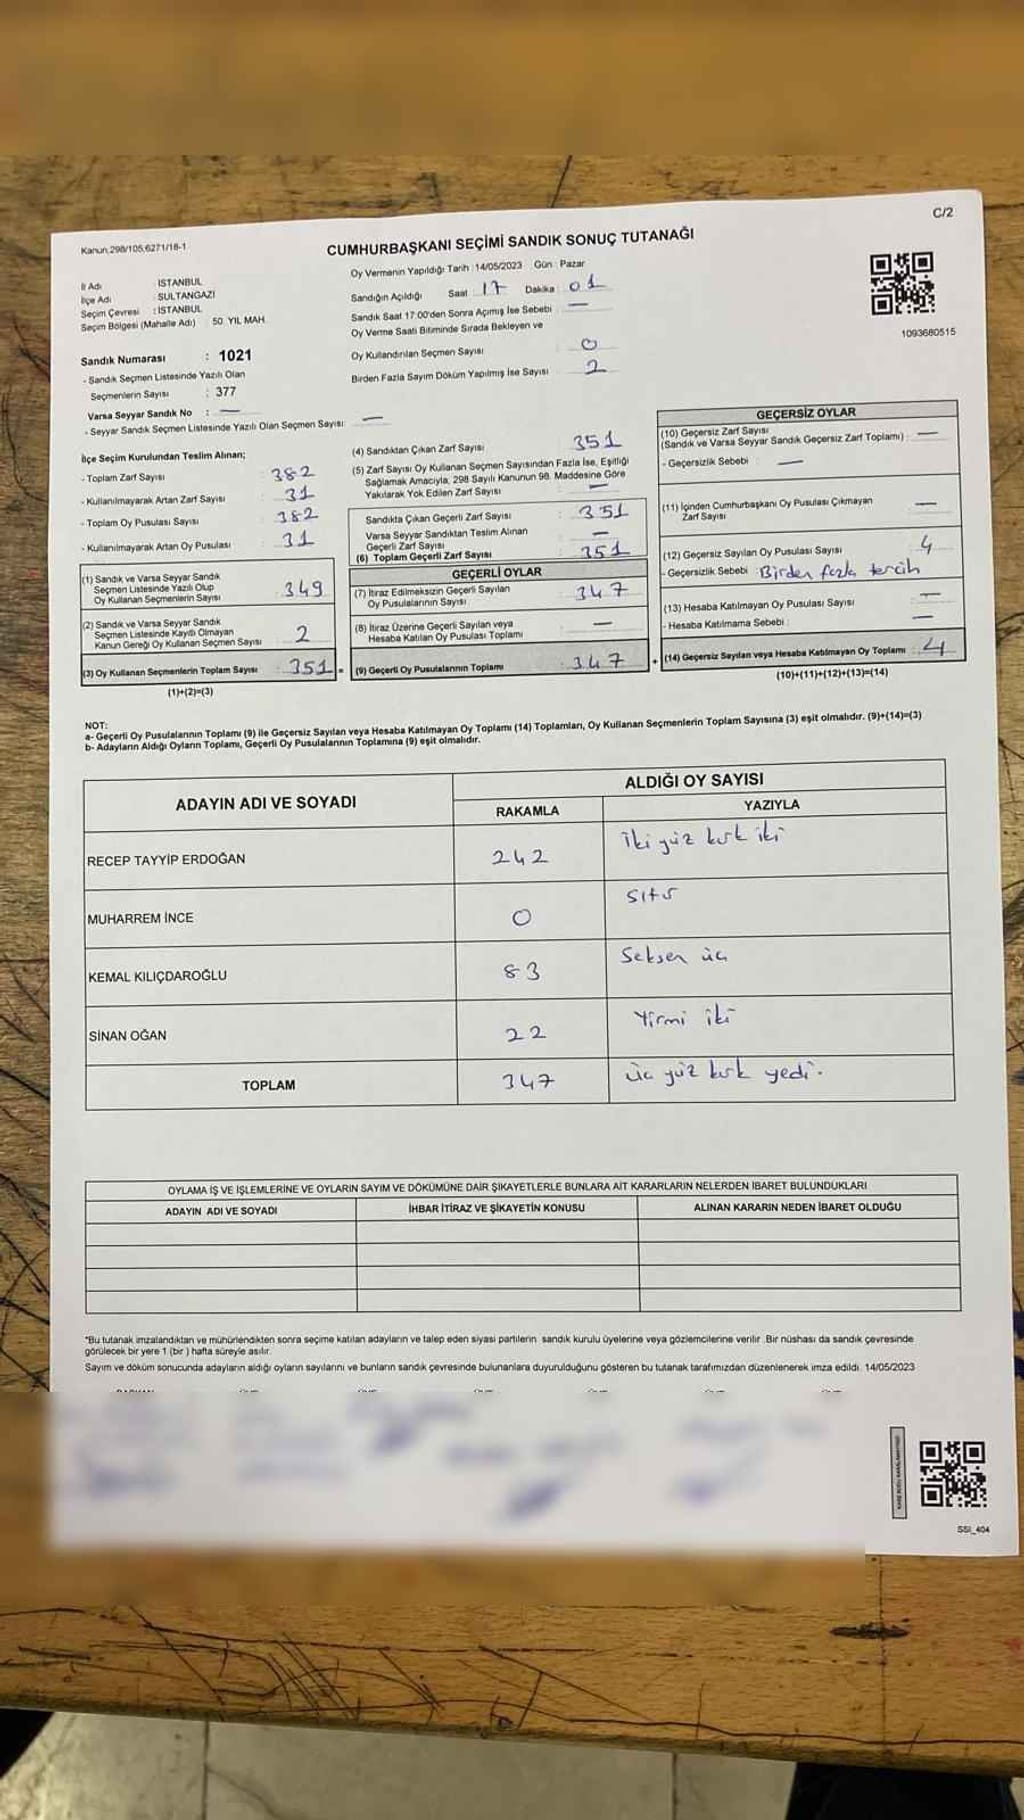 C/2
Kanun:298/105,6271/18-1
CUMHURBAŞKANI SEÇİMİ SANDIK SONUÇ TUTANAĞI
İl Adı : İSTANBUL
İlçe Adı : SULTANGAZİ
Seçim Çevresi : İSTANBUL
Seçim Bölgesi (Mahalle Adı) 50. YIL MAH.
Oy Vermenin Yapıldığı Tarih : 14/05/2023 Gün : Pazar
Sandığın Açıldığı Saat 17 Dakika 01
Sandık Saat 17:00'den Sonra Açımış İse Sebebi : —
Oy Verme Saati Bitiminde Sırada Bekleyen ve
Oy Kullandırılan Seçmen Sayısı : 0
Birden Fazla Sayım Döküm Yapılmış İse Sayısı : 2
1093680515
Sandık Numarası : 1021
- Sandık Seçmen Listesinde Yazılı Olan
Seçmenlerin Sayısı : 377
Varsa Seyyar Sandık No : —
- Seyyar Sandık Seçmen Listesinde Yazılı Olan Seçmen Sayısı: —
İlçe Seçim Kurulundan Teslim Alınan;
- Toplam Zarf Sayısı : 382
- Kullanılmayarak Artan Zarf Sayısı : 31
- Toplam Oy Pusulası Sayısı : 382
- Kullanılmayarak Artan Oy Pusulası : 31
(1) Sandık ve Varsa Seyyar Sandık
Seçmen Listesinde Yazılı Olup
Oy Kullanan Seçmenlerin Sayısı : 349
(2) Sandık ve Varsa Seyyar Sandık
Seçmen Listesinde Kayıtlı Olmayan
Kanun Gereği Oy Kullanan Seçmen Sayısı : 2
(3) Oy Kullanan Seçmenlerin Toplam Sayısı : 351 =
(1)+(2)=(3)
(4) Sandıktan Çıkan Zarf Sayısı : 351
(5) Zarf Sayısı Oy Kullanan Seçmen Sayısından Fazla İse, Eşitliği
Sağlamak Amacıyla, 298 Sayılı Kanunun 98. Maddesine Göre
Yakılarak Yok Edilen Zarf Sayısı : —
Sandıkta Çıkan Geçerli Zarf Sayısı : 351
Varsa Seyyar Sandıktan Teslim Alınan
Geçerli Zarf Sayısı : —
(6) Toplam Geçerli Zarf Sayısı : 351
GEÇERLİ OYLAR
(7) İtiraz Edilmeksizin Geçerli Sayılan
Oy Pusulalarının Sayısı : 347
(8) İtiraz Üzerine Geçerli Sayılan veya
Hesaba Katılan Oy Pusulası Toplamı : —
(9) Geçerli Oy Pusulalarının Toplamı : 347 +
GEÇERSİZ OYLAR
(10) Geçersiz Zarf Sayısı
(Sandık ve Varsa Seyyar Sandık Geçersiz Zarf Toplamı) : —
- Geçersizlik Sebebi : —
(11) İçinden Cumhurbaşkanı Oy Pusulası Çıkmayan
Zarf Sayısı : —
(12) Geçersiz Sayılan Oy Pusulası Sayısı : 4
- Geçersizlik Sebebi : Birden fazla tercih
(13) Hesaba Katılmayan Oy Pusulası Sayısı : —
- Hesaba Katılmama Sebebi : —
(14) Geçersiz Sayılan veya Hesaba Katılmayan Oy Toplamı : 4
(10)+(11)+(12)+(13)=(14)
NOT:
a- Geçerli Oy Pusulalarının Toplamı (9) ile Geçersiz Sayılan veya Hesaba Katılmayan Oy Toplamı (14) Toplamları, Oy Kullanan Seçmenlerin Toplam Sayısına (3) eşit olmalıdır. (9)+(14)=(3)
b- Adayların Aldığı Oyların Toplamı, Geçerli Oy Pusulalarının Toplamına (9) eşit olmalıdır.
ADAYIN ADI VE SOYADI
ALDIĞI OY SAYISI
RAKAMLA YAZIYLA
RECEP TAYYİP ERDOĞAN 242 İki yüz kırk iki
MUHARREM İNCE 0 sıfır
KEMAL KILIÇDAROĞLU 83 Seksen üç
SİNAN OĞAN 22 Yirmi iki
TOPLAM 347 üç yüz kırk yedi.
OYLAMA İŞ VE İŞLEMLERİNE VE OYLARIN SAYIM VE DÖKÜMÜNE DAİR ŞİKAYETLERLE BUNLARA AİT KARARLARIN NELERDEN İBARET BULUNDUKLARI
ADAYIN ADI VE SOYADI İHBAR İTİRAZ VE ŞİKAYETİN KONUSU ALINAN KARARIN NEDEN İBARET OLDUĞU
*Bu tutanak imzalandıktan ve mühürlendikten sonra seçime katılan adayların ve talep eden siyasi partilerin sandık kurulu üyelerine veya gözlemcilerine verilir. Bir nüshası da sandık çevresinde
görülecek bir yere 1 (bir ) hafta süreyle asılır.
Sayım ve döküm sonucunda adayların aldığı oyların sayılarını ve bunların sandık çevresinde bulunanlara duyurulduğunu gösteren bu tutanak tarafımızdan düzenlenerek imza edildi. 14/05/2023
SSI_404